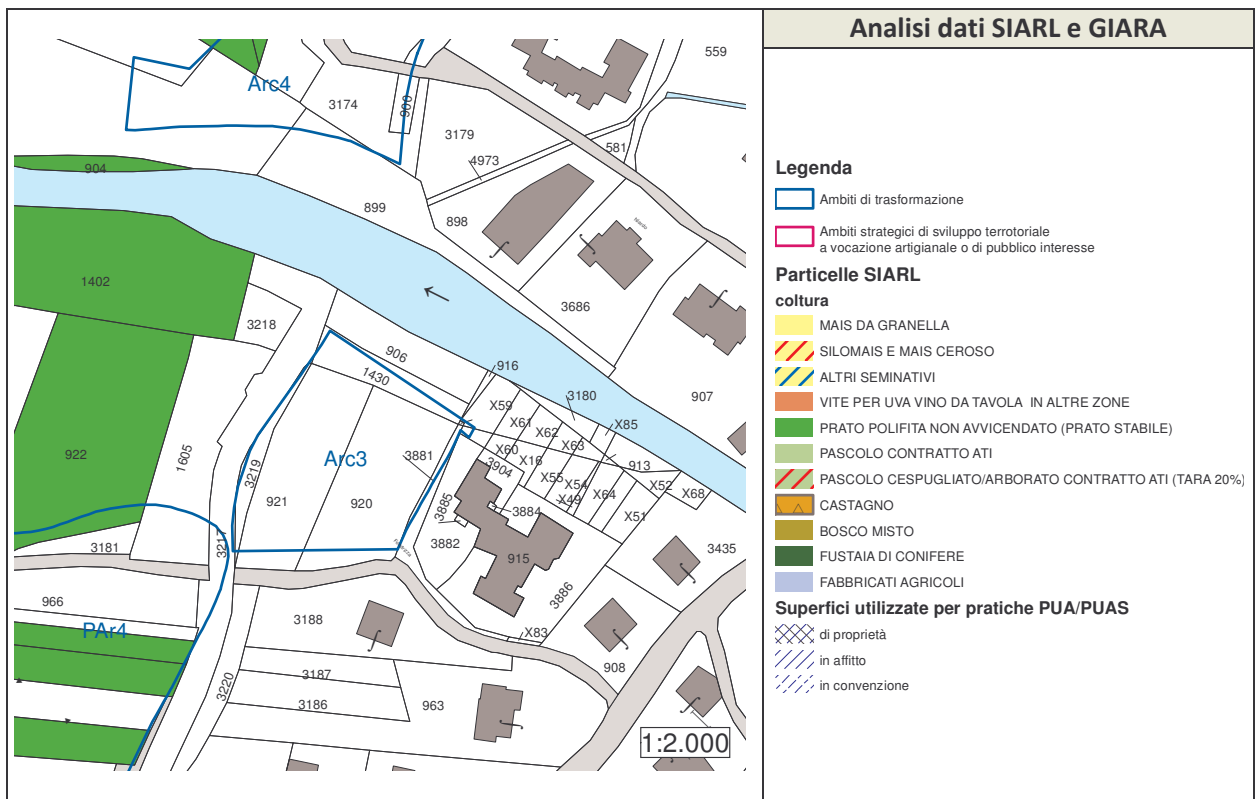 Analisi dati SIARL e GIARA
559
Arc4
3174
900
3179
4973
581
904
899
898
1402
3686
3218
906
1430
916
3180
907
X59
X61
X62
X85
X63
X60
X16
3904
913
922
1605
3219
Arc3
3881
X55
X54
X49
X64
X52
X68
921
920
3885
3884
X51
3217
3181
3882
915
3435
966
3886
PAr4
3188
X83
908
3187
3220
3186
963
1:2.000
Legenda
Ambiti di trasformazione
Ambiti strategici di sviluppo terrotoriale
a vocazione artigianale o di pubblico interesse
Particelle SIARL
coltura
MAIS DA GRANELLA
SILOMAIS E MAIS CEROSO
ALTRI SEMINATIVI
VITE PER UVA VINO DA TAVOLA IN ALTRE ZONE
PRATO POLIFITA NON AVVICENDATO (PRATO STABILE)
PASCOLO CONTRATTO ATI
PASCOLO CESPUGLIATO/ARBORATO CONTRATTO ATI (TARA 20%)
CASTAGNO
BOSCO MISTO
FUSTAIA DI CONIFERE
FABBRICATI AGRICOLI
Superfici utilizzate per pratiche PUA/PUAS
di proprietà
in affitto
in convenzione